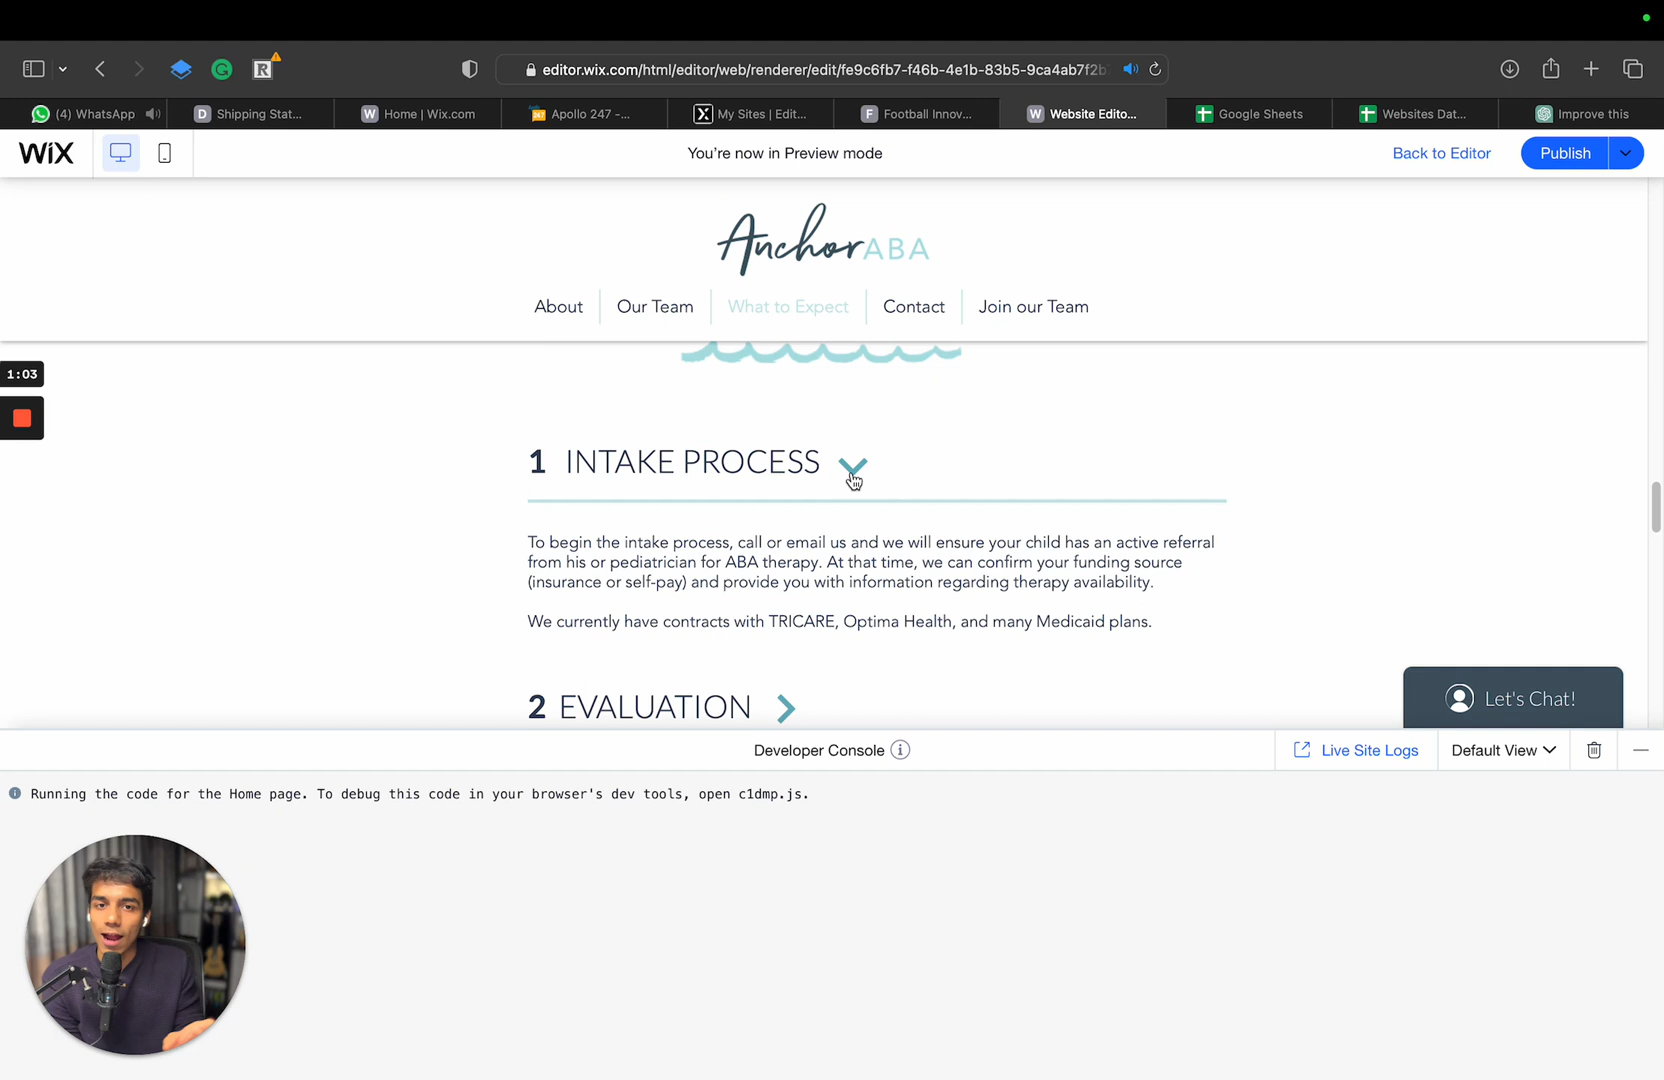 editor.wix.com/html/editor/web/renderer/edit/fe9c6fb7-f46b-4e1b-83b5-9ca4ab7f2b
(4) WhatsApp
D Shipping Stat...
W Home | Wix.com
Apollo 247 -...
X My Sites | Edit...
F Football Innov...
W Website Edito...
Google Sheets
Websites Dat...
Improve this
WiX
You're now in Preview mode
Back to Editor
Publish
Anchor ABA
About
Our Team
What to Expect
Contact
Join our Team
1:03
1 INTAKE PROCESS
To begin the intake process, call or email us and we will ensure your child has an active referral
from his or pediatrician for ABA therapy. At that time, we can confirm your funding source
(insurance or self-pay) and provide you with information regarding therapy availability.
We currently have contracts with TRICARE, Optima Health, and many Medicaid plans.
2 EVALUATION
Let's Chat!
Developer Console
Live Site Logs
Default View
Running the code for the Home page. To debug this code in your browser's dev tools, open c1dmp.js.